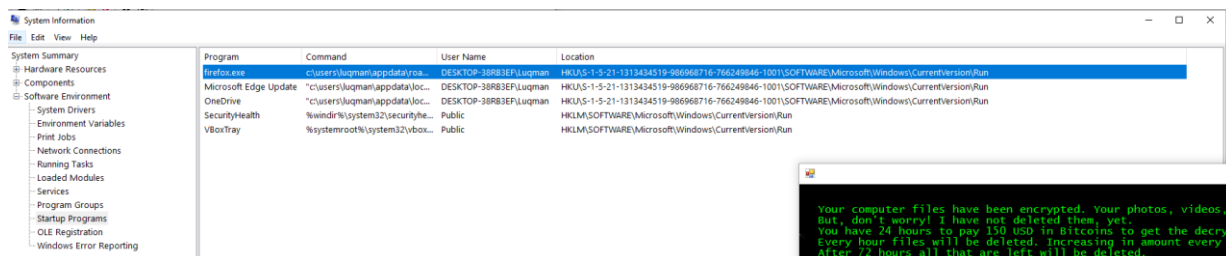 System Information
File Edit View Help
System Summary
Hardware Resources
Components
Software Environment
System Drivers
Environment Variables
Print Jobs
Network Connections
Running Tasks
Loaded Modules
Services
Program Groups
Startup Programs
OLE Registration
Windows Error Reporting
Program Command User Name Location
firefox.exe c:\users\luqman\appdata\roa... DESKTOP-38RB3EF\Luqman HKU\S-1-5-21-1313434519-986968716-766249846-1001\SOFTWARE\Microsoft\Windows\CurrentVersion\Run
Microsoft Edge Update "c:\users\luqman\appdata\loc... DESKTOP-38RB3EF\Luqman HKU\S-1-5-21-1313434519-986968716-766249846-1001\SOFTWARE\Microsoft\Windows\CurrentVersion\Run
OneDrive "c:\users\luqman\appdata\loc... DESKTOP-38RB3EF\Luqman HKU\S-1-5-21-1313434519-986968716-766249846-1001\SOFTWARE\Microsoft\Windows\CurrentVersion\Run
SecurityHealth %windir%\system32\securityhe... Public HKLM\SOFTWARE\Microsoft\Windows\CurrentVersion\Run
VBoxTray %systemroot%\system32\vbox... Public HKLM\SOFTWARE\Microsoft\Windows\CurrentVersion\Run
Your computer files have been encrypted. Your photos, videos,
But, don't worry! I have not deleted them, yet.
You have 24 hours to pay 150 USD in Bitcoins to get the decry
Every hour files will be deleted. Increasing in amount every
After 72 hours all that are left will be deleted.